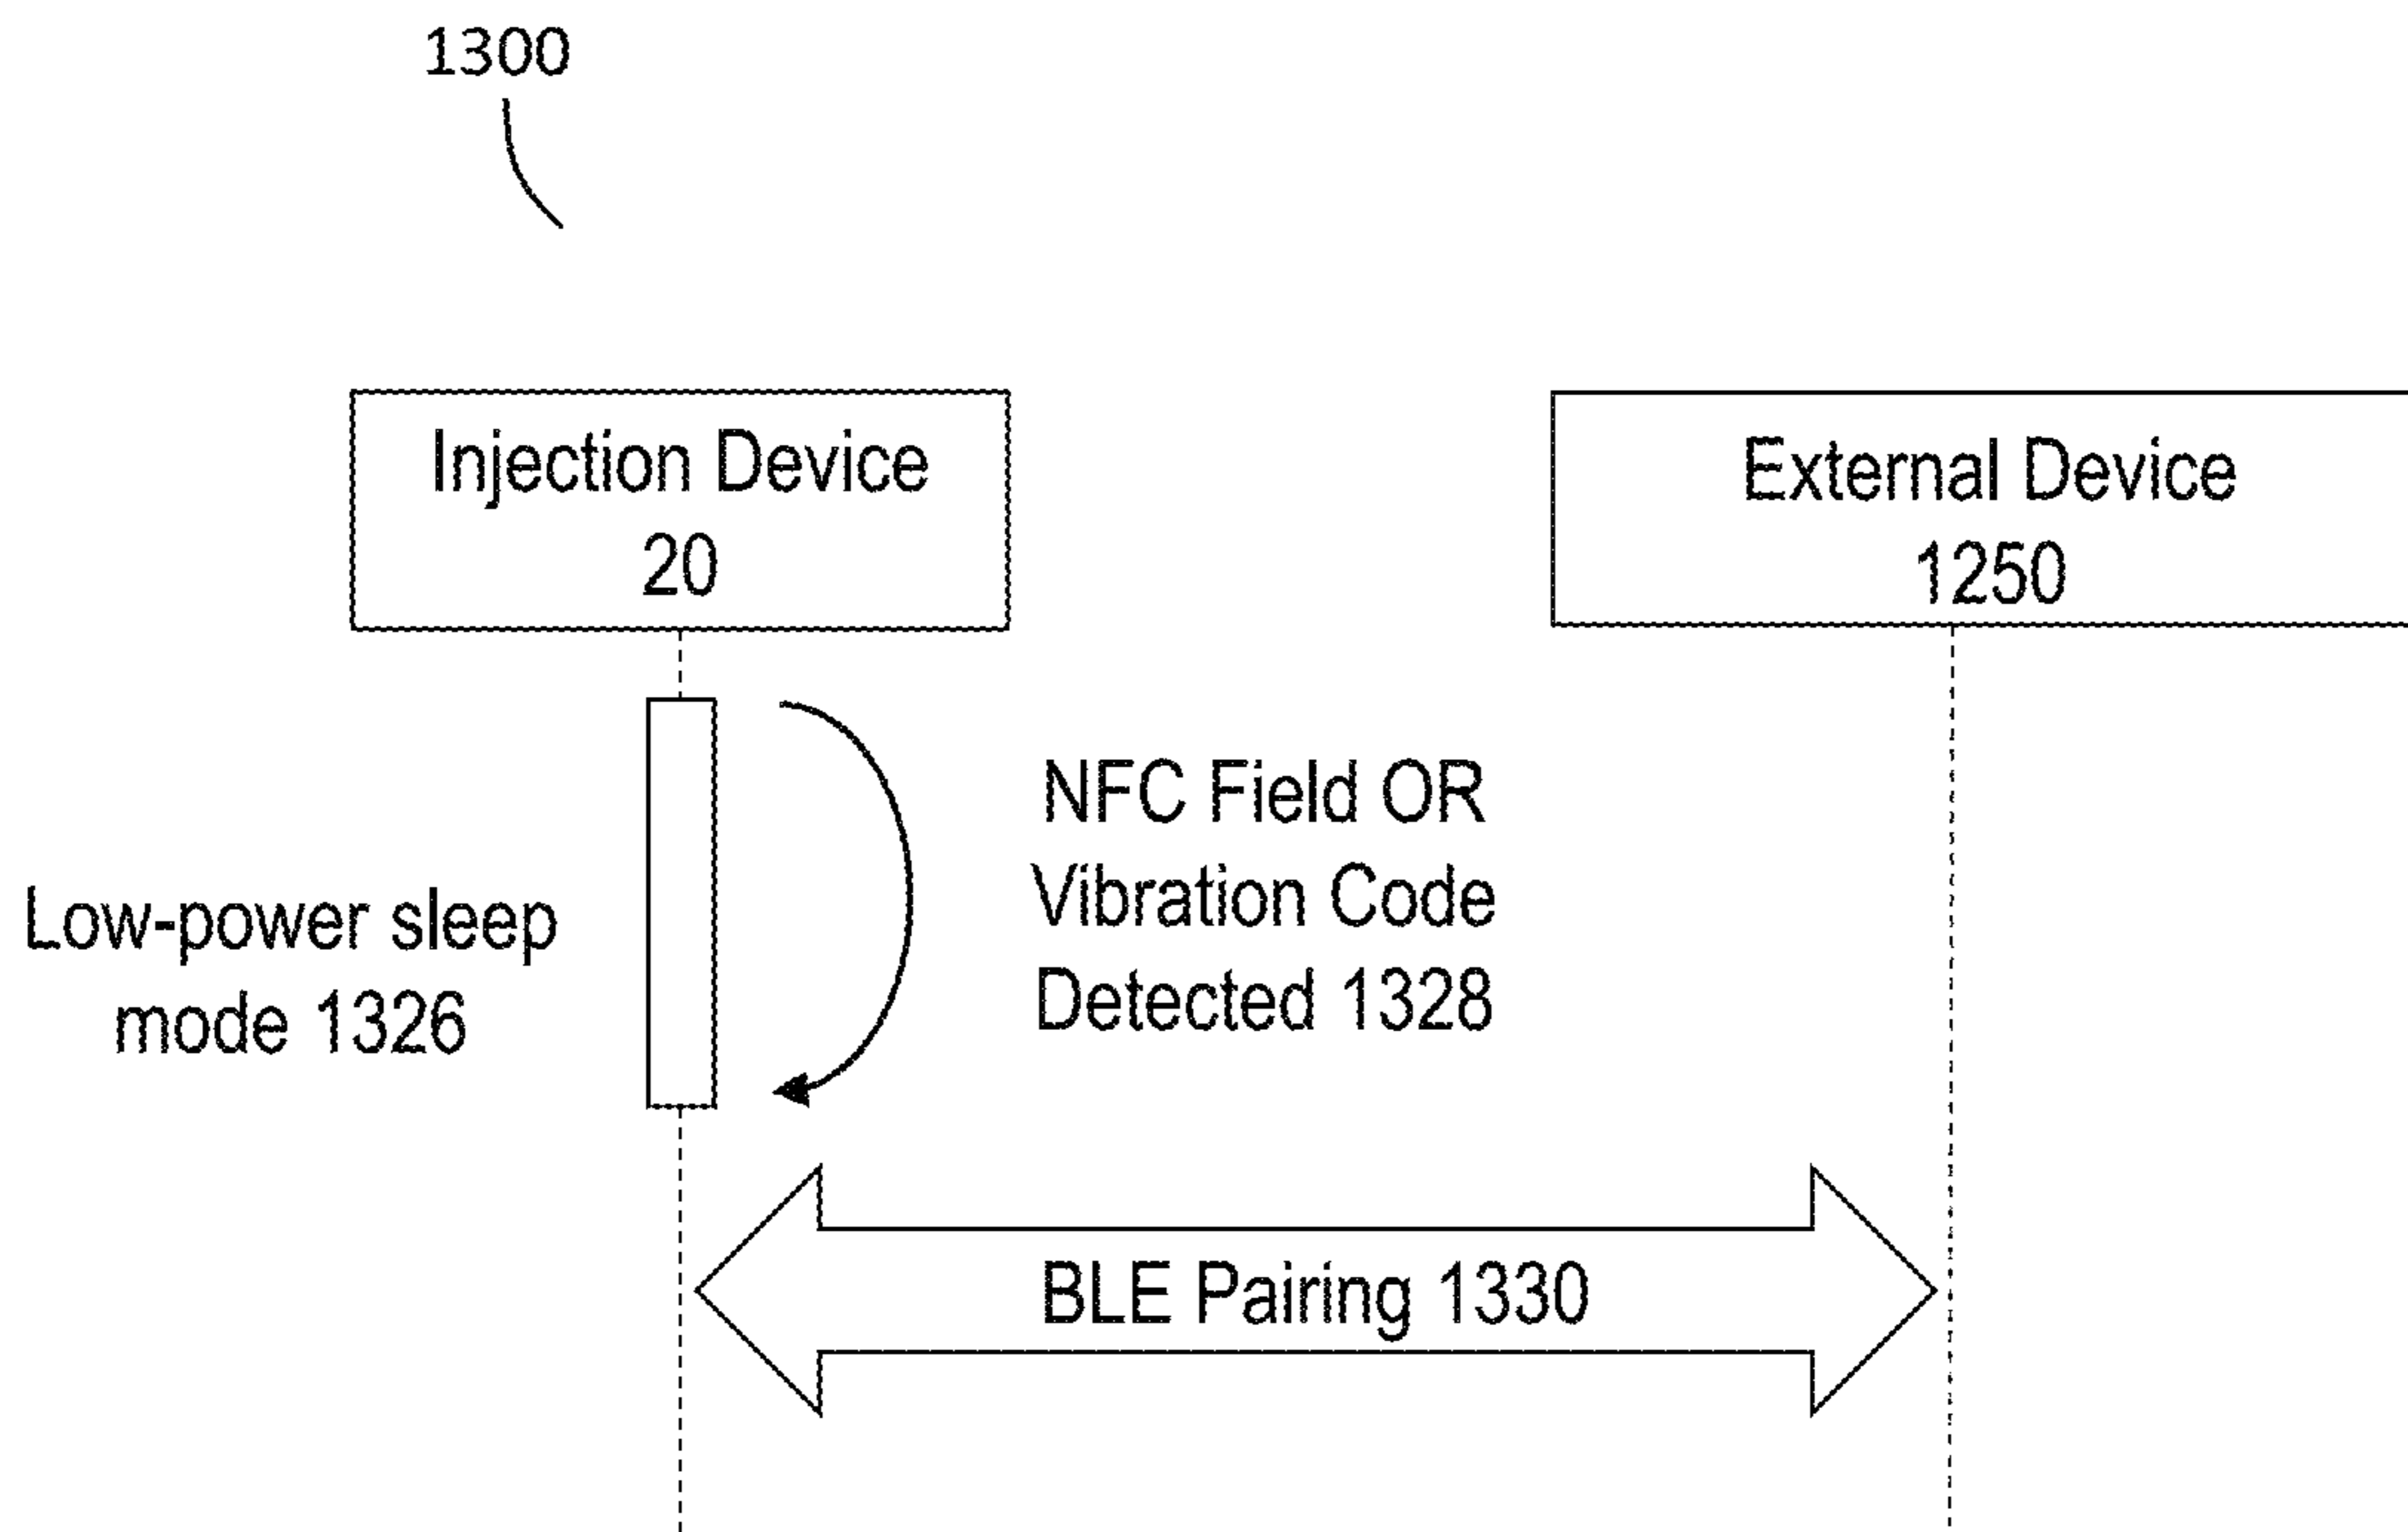 1300
Injection Device
20
External Device
1250
NFC Field OR
Vibration Code
Detected 1328
Low-power sleep
mode 1326
BLE Pairing 1330